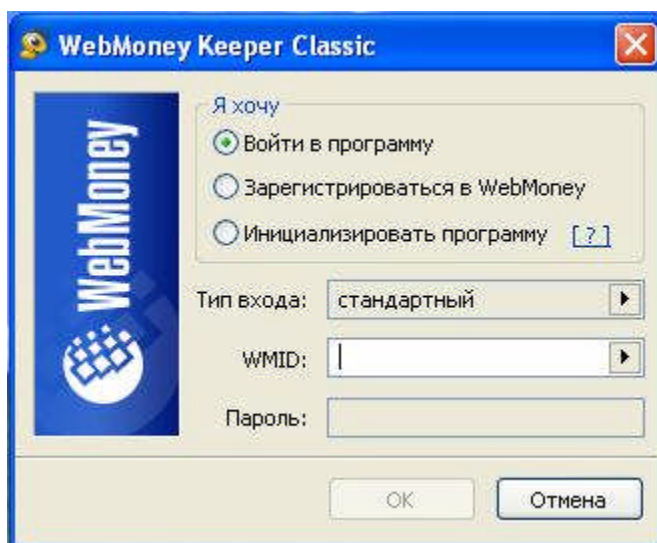 WebMoney Keeper Classic
WebMoney
Я хочу
Войти в программу
Зарегистрироваться в WebMoney
Инициализировать программу [?]
Тип входа: стандартный
WMID:
Пароль:
OK Отмена